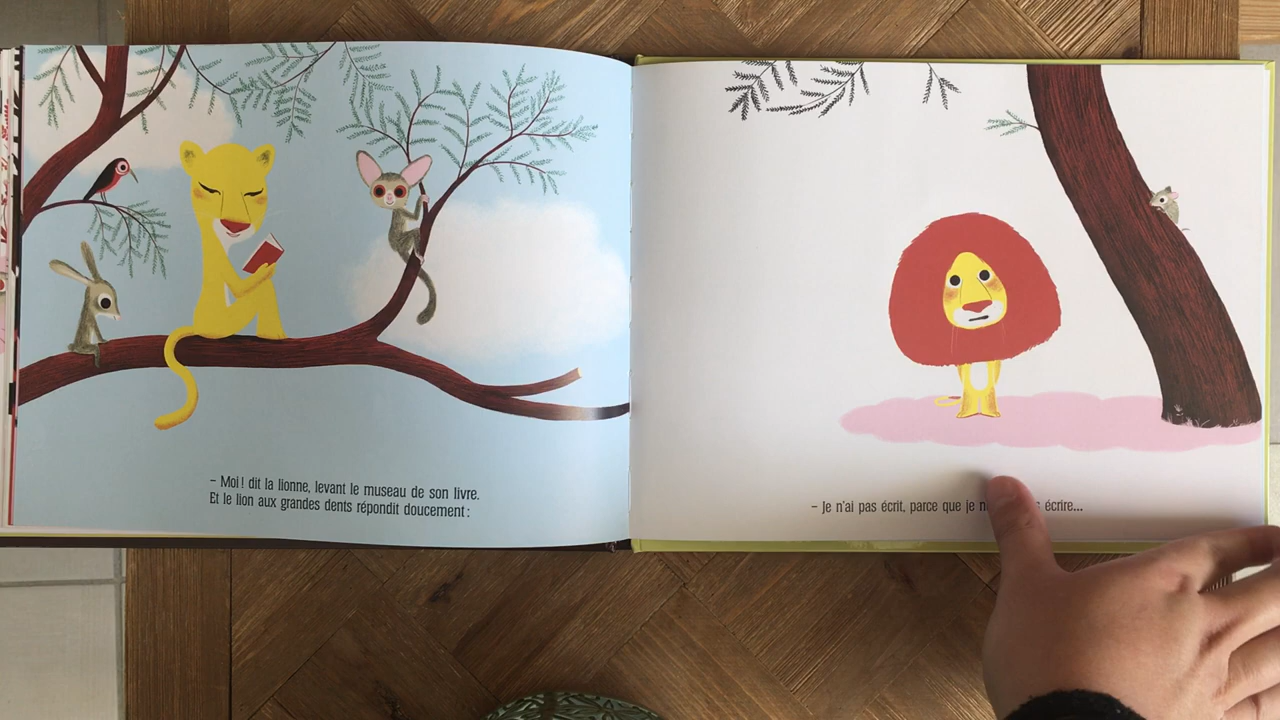 – Moi ! dit la lionne, levant le museau de son livre.
Et le lion aux grandes dents répondit doucement :
– Je n'ai pas écrit, parce que je écrire...